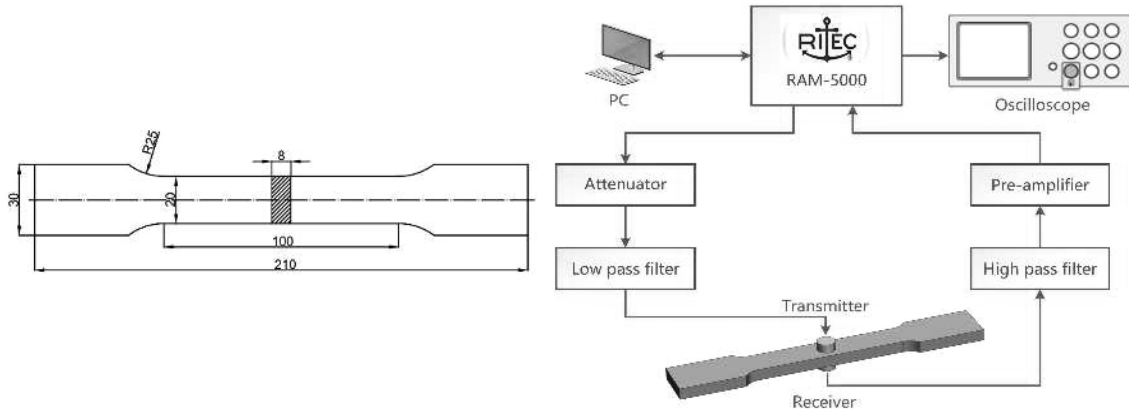 R25
8
30
20
100
210
PC
RITEC
RAM-5000
Oscilloscope
Attenuator
Pre-amplifier
Low pass filter
High pass filter
Transmitter
Receiver